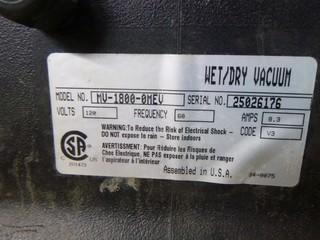 WET/DRY VACUUM
MODEL NO. MV-1800-0MEV SERIAL NO. 25026176
VOLTS 120 FREQUENCY 60 AMPS 8.3
WARNING: To Reduce the Risk of Electrical Shock - CODE V3
DO NOT expose to rain - Store indoors
AVERTISSEMENT: Pour Réduire les Risques de
Choc Electrique, NE PAS exposer à la pluie et ranger
l'aspirateur à l'intérieur
Assembled in U.S.A.